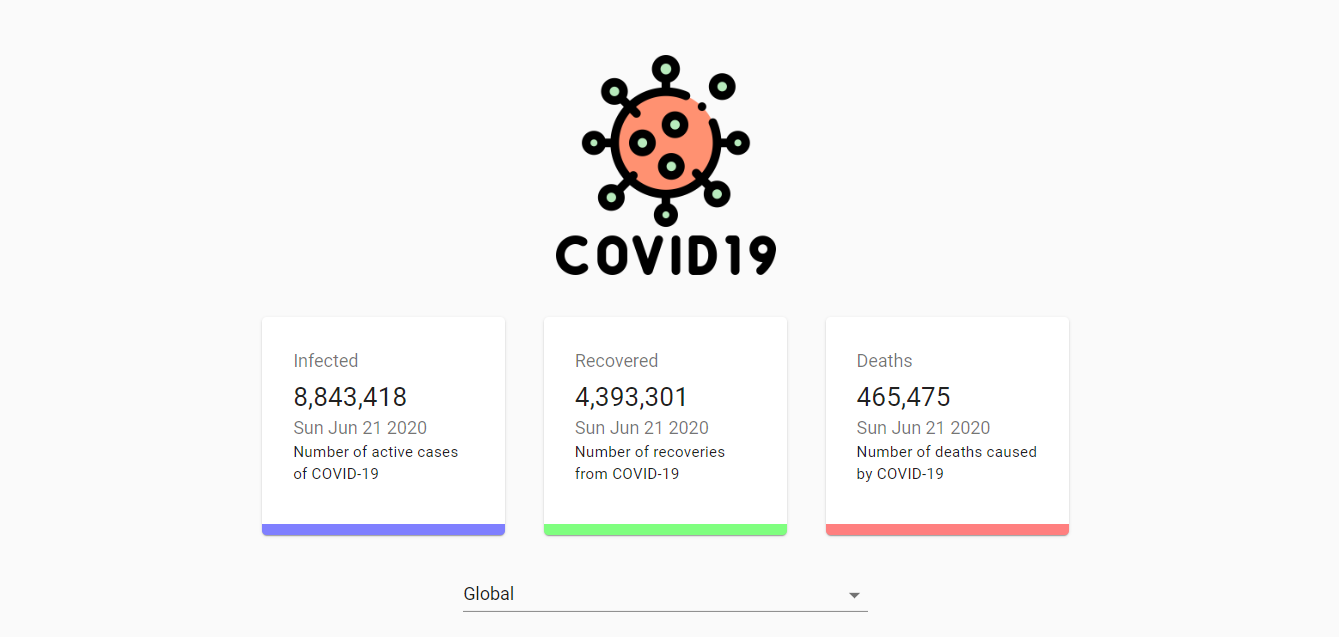 COVID19
Infected
8,843,418
Sun Jun 21 2020
Number of active cases
of COVID-19
Recovered
4,393,301
Sun Jun 21 2020
Number of recoveries
from COVID-19
Deaths
465,475
Sun Jun 21 2020
Number of deaths caused
by COVID-19
Global